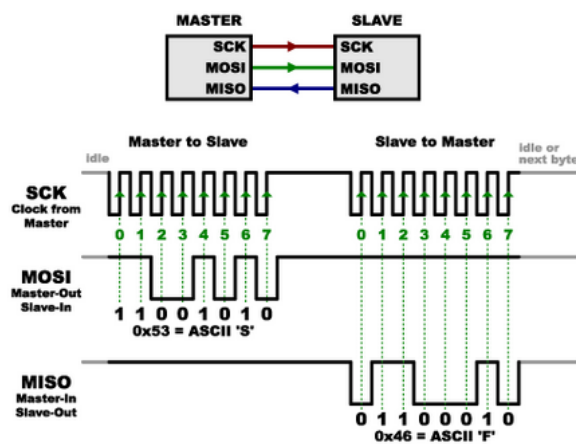 MASTER SLAVE
SCK SCK
MOSI MOSI
MISO MISO
Master to Slave Slave to Master
idle idle or
next byte
SCK
Clock from
Master
0 1 2 3 4 5 6 7 0 1 2 3 4 5 6 7
MOSI
Master-Out
Slave-In
1 1 0 0 1 0 1 0
0x53 = ASCII 'S'
MISO
Master-In
Slave-Out
0 1 1 0 0 0 1 0
0x46 = ASCII 'F'